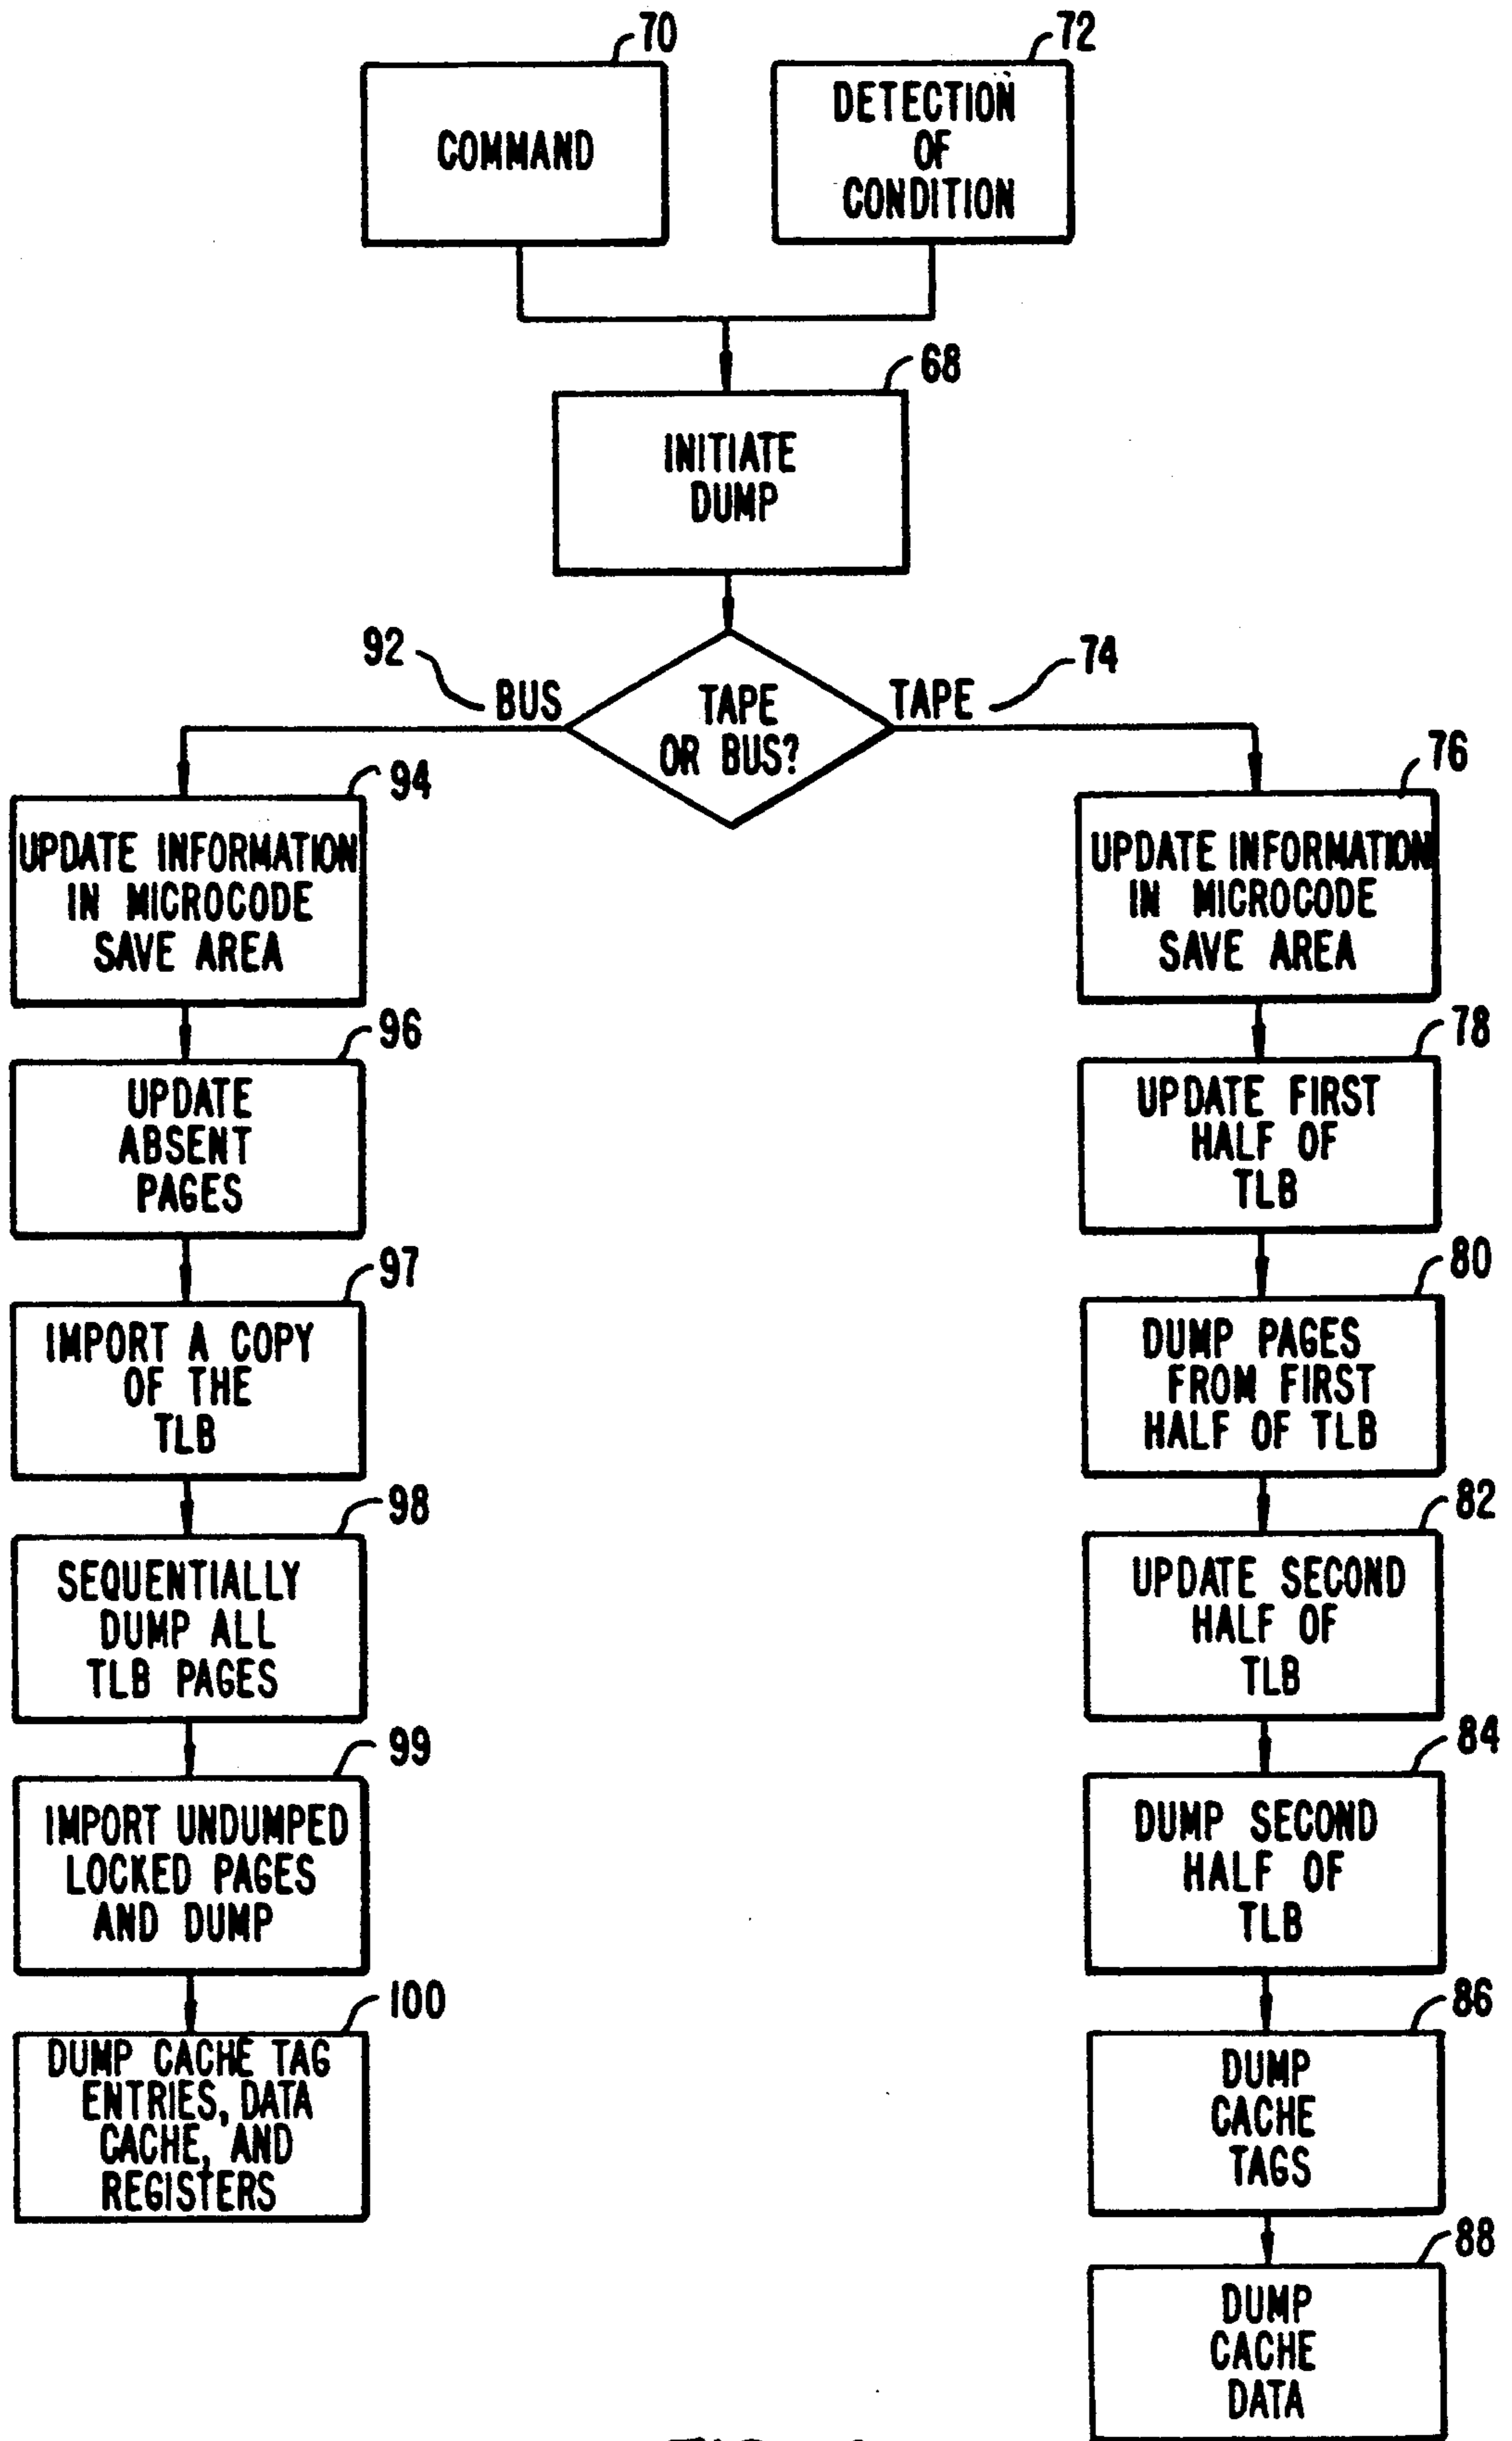 70
COMMAND
72
DETECTION
OF
CONDITION
68
INITIATE
DUMP
TAPE
OR BUS?
92
BUS
TAPE
74
94
UPDATE INFORMATION
IN MICROCODE
SAVE AREA
96
UPDATE
ABSENT
PAGES
97
IMPORT A COPY
OF THE
TLB
98
SEQUENTIALLY
DUMP ALL
TLB PAGES
99
IMPORT UNDUMPED
LOCKED PAGES
AND DUMP
100
DUMP CACHE TAG
ENTRIES, DATA
CACHE, AND
REGISTERS
76
UPDATE INFORMATION
IN MICROCODE
SAVE AREA
78
UPDATE FIRST
HALF OF
TLB
80
DUMP PAGES
FROM FIRST
HALF OF TLB
82
UPDATE SECOND
HALF OF
TLB
84
DUMP SECOND
HALF OF
TLB
86
DUMP
CACHE
TAGS
88
DUMP
CACHE
DATA